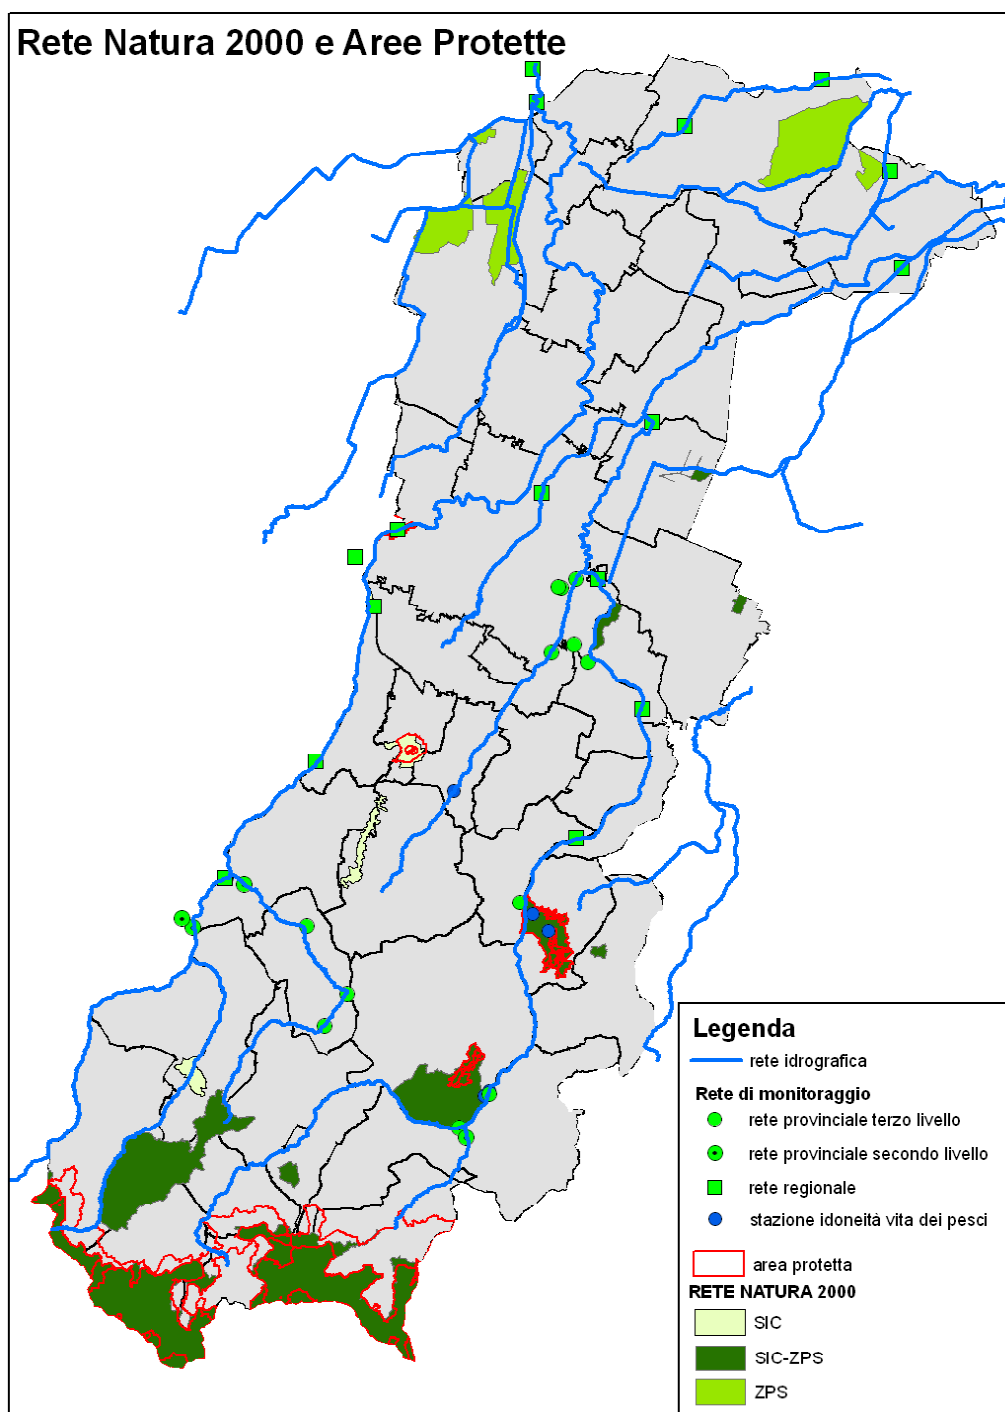 Rete Natura 2000 e Aree Protette
Legenda
rete idrografica
Rete di monitoraggio
rete provinciale terzo livello
rete provinciale secondo livello
rete regionale
stazione idoneità vita dei pesci
area protetta
RETE NATURA 2000
SIC
SIC-ZPS
ZPS